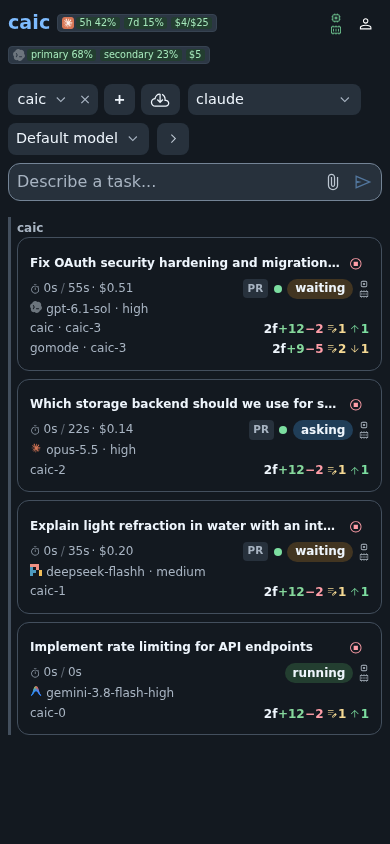 caic 5h 42% 7d 15% $4/$25
primary 68% secondary 23% $5
caic + claude
Default model
Describe a task...
caic
Fix OAuth security hardening and migration...
0s / 55s · $0.51 PR waiting
gpt-6.1-sol · high
caic · caic-3 2f+12−2 1 ↑1
gomode · caic-3 2f+9−5 2 ↓1
Which storage backend should we use for s...
0s / 22s · $0.14 PR asking
opus-5.5 · high
caic-2 2f+12−2 1 ↑1
Explain light refraction in water with an int...
0s / 35s · $0.20 PR waiting
deepseek-flashh · medium
caic-1 2f+12−2 1 ↑1
Implement rate limiting for API endpoints
0s / 0s running
gemini-3.8-flash-high
caic-0 2f+12−2 1 ↑1